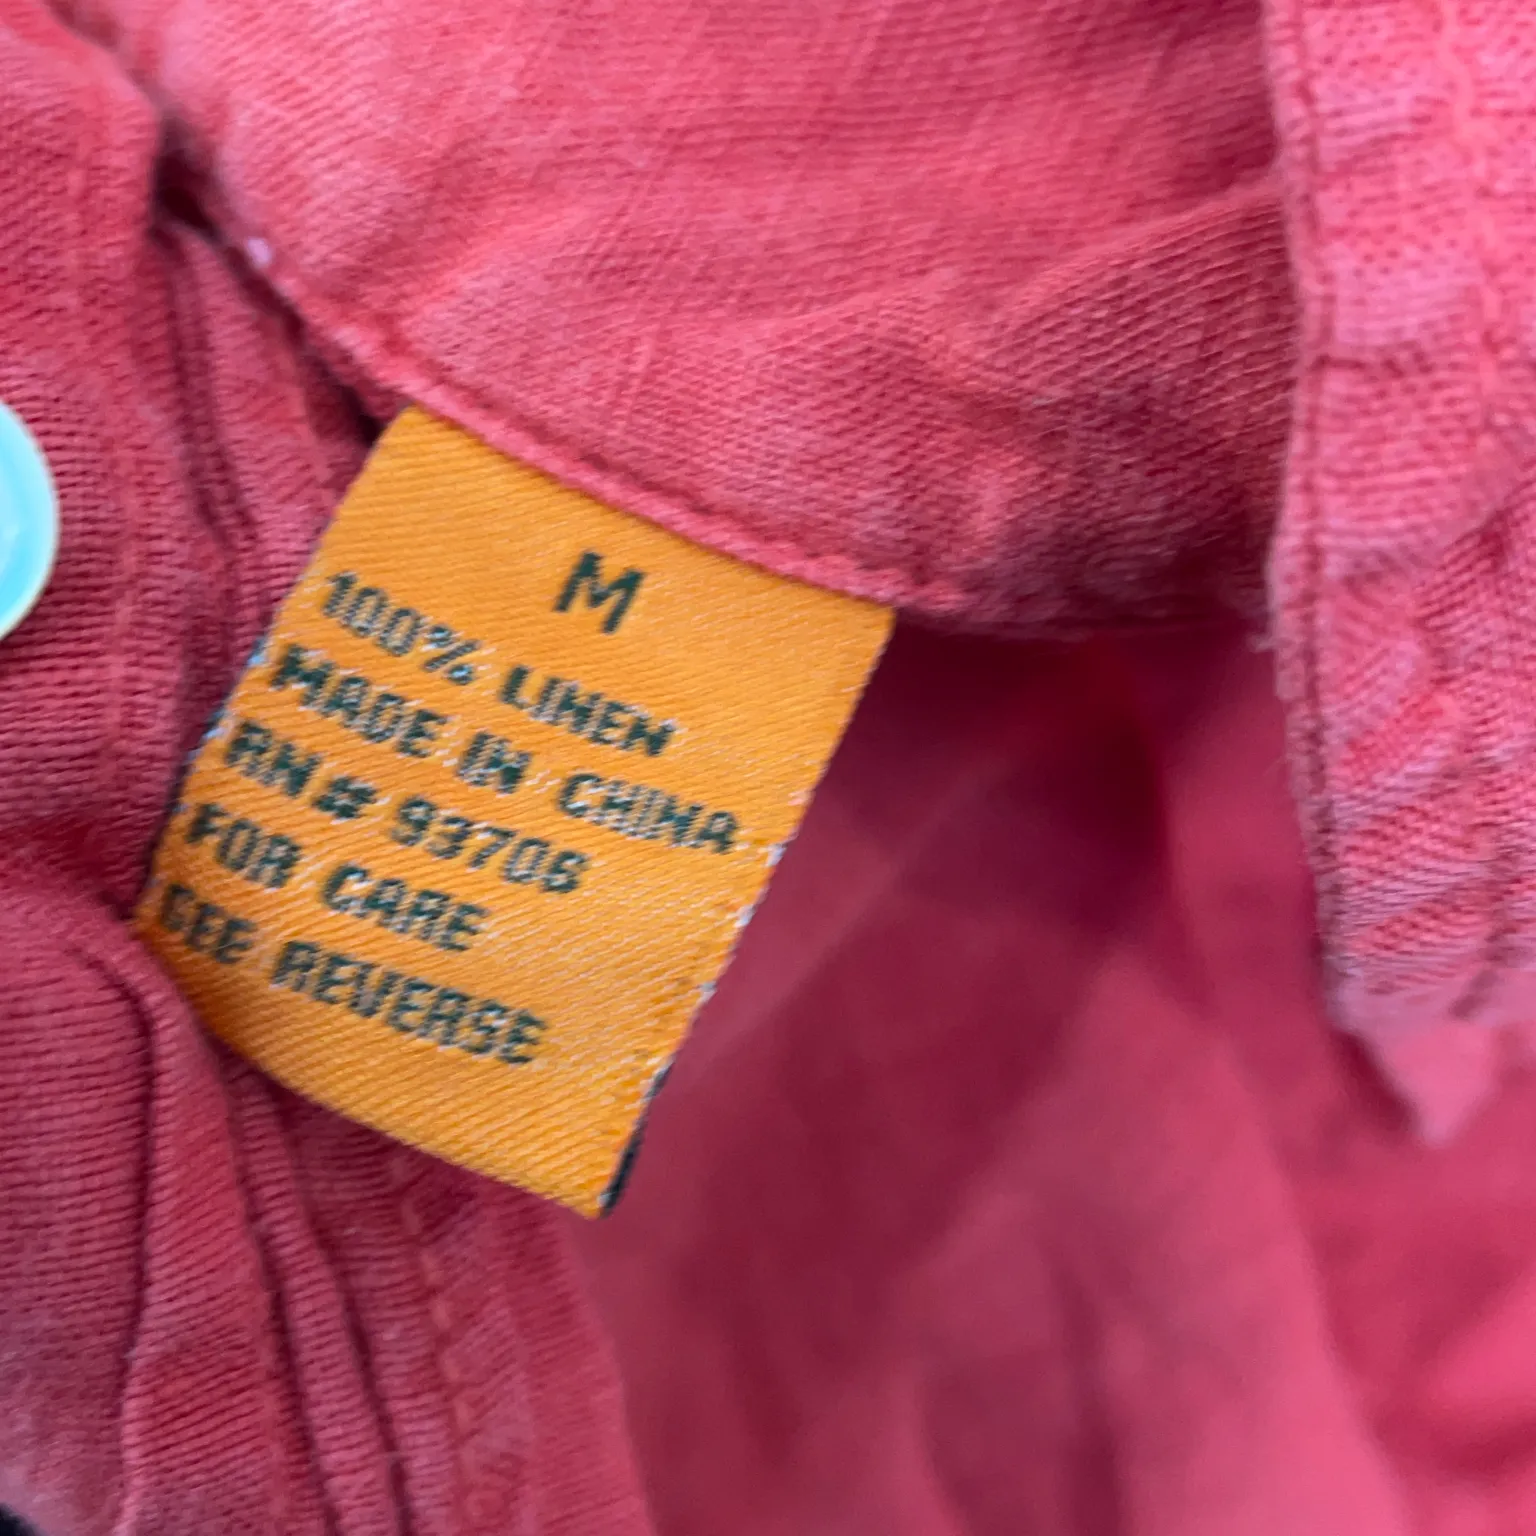 M
100% LINEN
MADE IN CHINA
RN# 93706
FOR CARE
SEE REVERSE